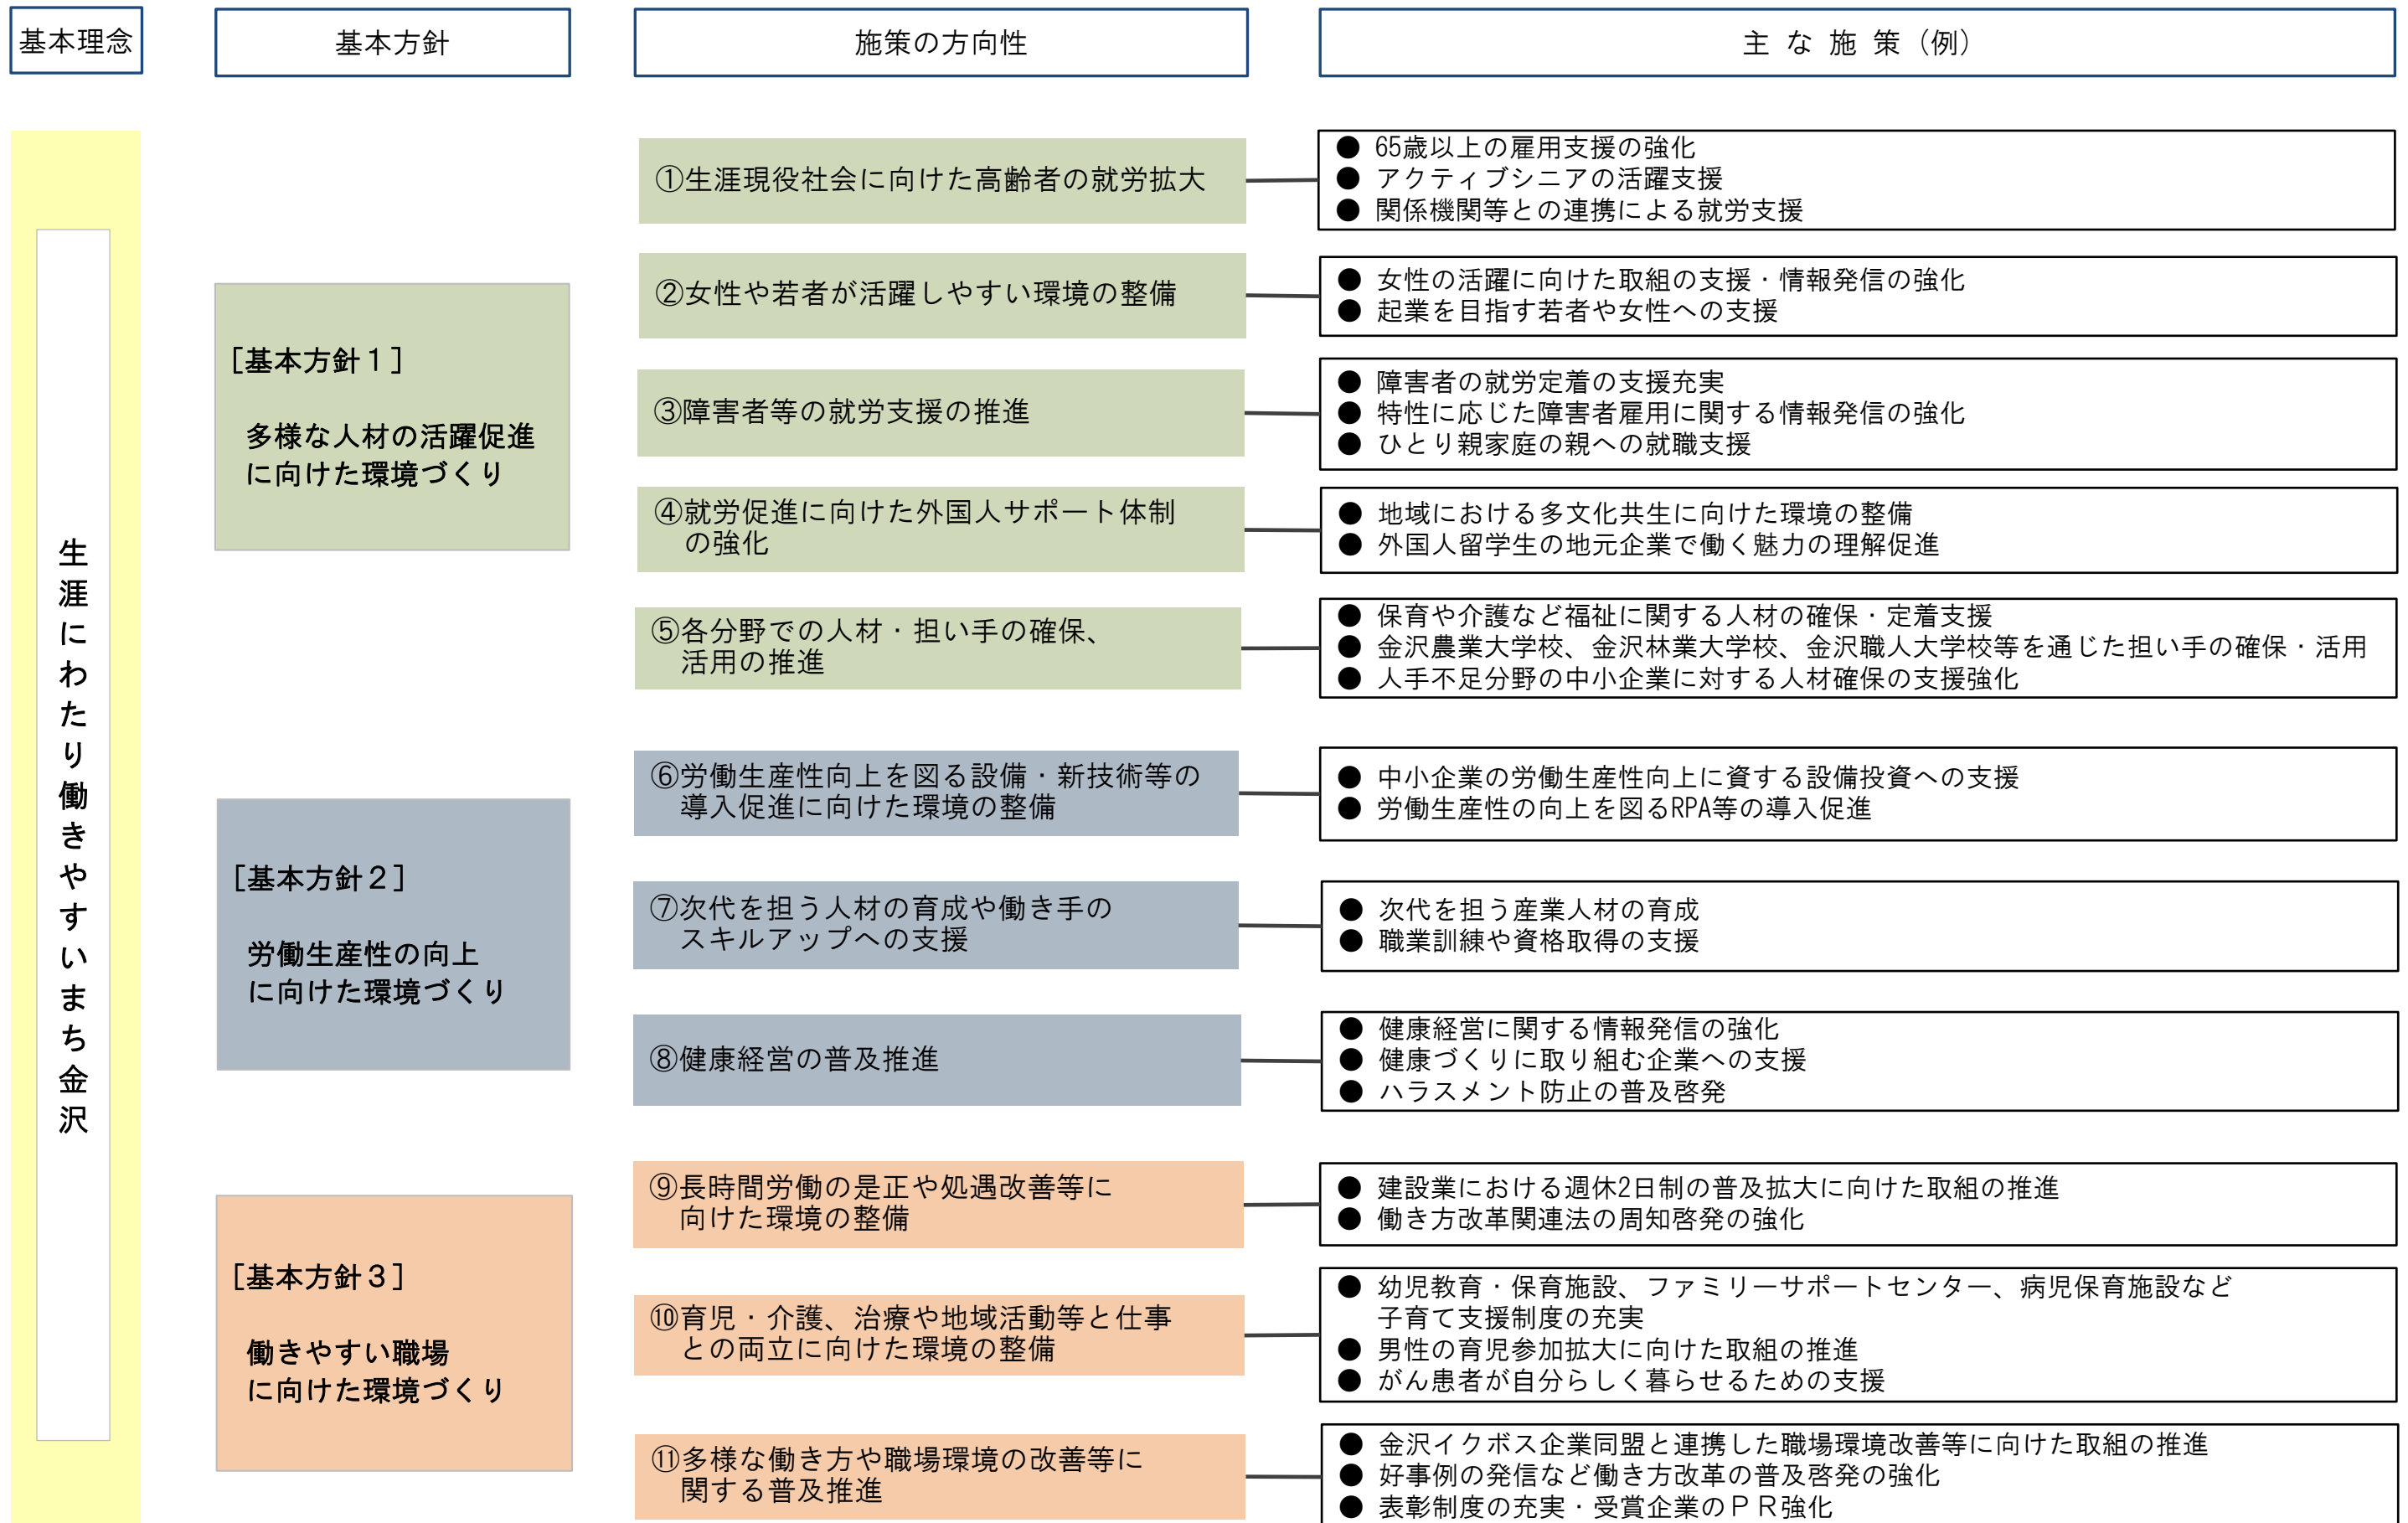 基本理念
基本方針
施策の方向性
主な施策（例）
生涯にわたり働きやすいまち金沢
［基本方針１］
多様な人材の活躍促進
に向けた環境づくり
①生涯現役社会に向けた高齢者の就労拡大
● 65歳以上の雇用支援の強化
● アクティブシニアの活躍支援
● 関係機関等との連携による就労支援
②女性や若者が活躍しやすい環境の整備
● 女性の活躍に向けた取組の支援・情報発信の強化
● 起業を目指す若者や女性への支援
③障害者等の就労支援の推進
● 障害者の就労定着の支援充実
● 特性に応じた障害者雇用に関する情報発信の強化
● ひとり親家庭の親への就職支援
④就労促進に向けた外国人サポート体制
の強化
● 地域における多文化共生に向けた環境の整備
● 外国人留学生の地元企業で働く魅力の理解促進
⑤各分野での人材・担い手の確保、
活用の推進
● 保育や介護など福祉に関する人材の確保・定着支援
● 金沢農業大学校、金沢林業大学校、金沢職人大学校等を通じた担い手の確保・活用
● 人手不足分野の中小企業に対する人材確保の支援強化
［基本方針２］
労働生産性の向上
に向けた環境づくり
⑥労働生産性向上を図る設備・新技術等の
導入促進に向けた環境の整備
● 中小企業の労働生産性向上に資する設備投資への支援
● 労働生産性の向上を図るRPA等の導入促進
⑦次代を担う人材の育成や働き手の
スキルアップへの支援
● 次代を担う産業人材の育成
● 職業訓練や資格取得の支援
⑧健康経営の普及推進
● 健康経営に関する情報発信の強化
● 健康づくりに取り組む企業への支援
● ハラスメント防止の普及啓発
［基本方針３］
働きやすい職場
に向けた環境づくり
⑨長時間労働の是正や処遇改善等に
向けた環境の整備
● 建設業における週休2日制の普及拡大に向けた取組の推進
● 働き方改革関連法の周知啓発の強化
⑩育児・介護、治療や地域活動等と仕事
との両立に向けた環境の整備
● 幼児教育・保育施設、ファミリーサポートセンター、病児保育施設など
子育て支援制度の充実
● 男性の育児参加拡大に向けた取組の推進
● がん患者が自分らしく暮らせるための支援
⑪多様な働き方や職場環境の改善等に
関する普及推進
● 金沢イクボス企業同盟と連携した職場環境改善等に向けた取組の推進
● 好事例の発信など働き方改革の普及啓発の強化
● 表彰制度の充実・受賞企業のＰＲ強化